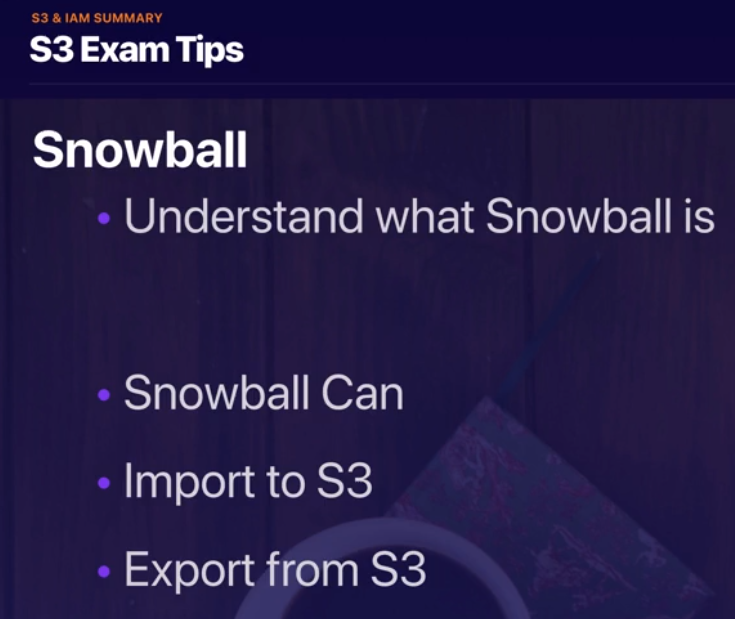 S3 & IAM SUMMARY
S3 Exam Tips
Snowball
• Understand what Snowball is
• Snowball Can
• Import to S3
• Export from S3